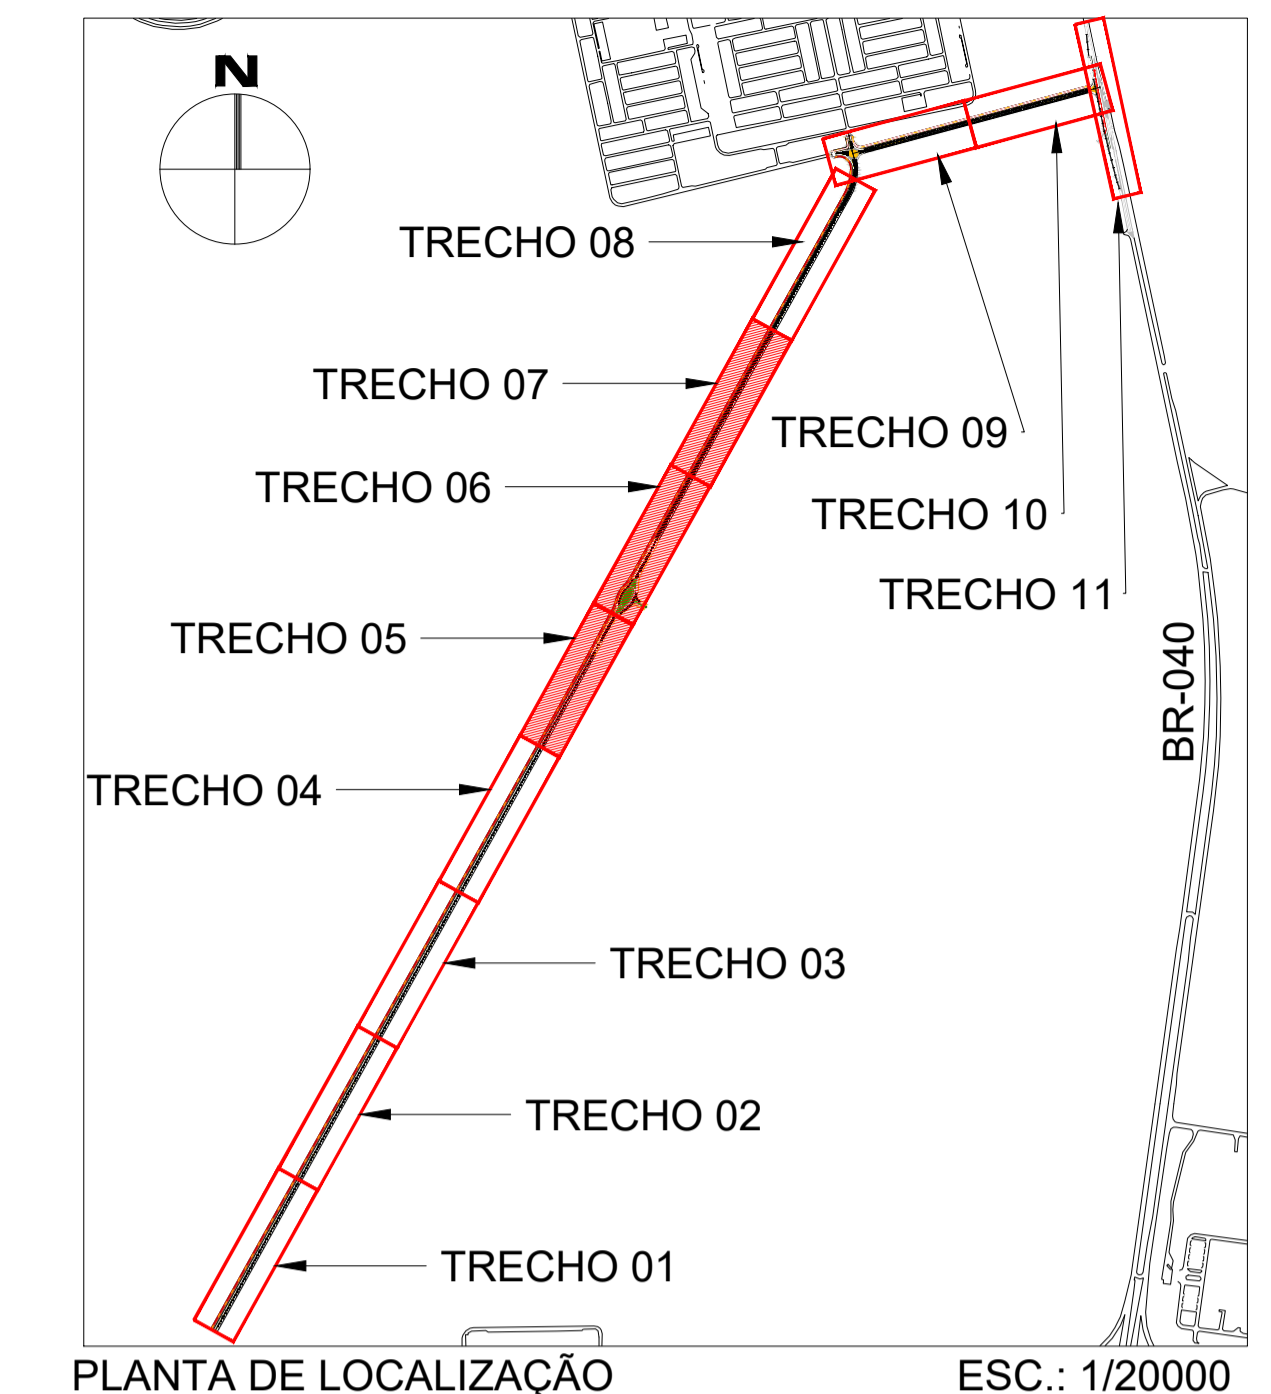 N
TRECHO 08
TRECHO 07
TRECHO 09
TRECHO 06
TRECHO 10
TRECHO 11
TRECHO 05
BR-040
TRECHO 04
TRECHO 03
TRECHO 02
TRECHO 01
PLANTA DE LOCALIZAÇÃO
ESC.: 1/20000